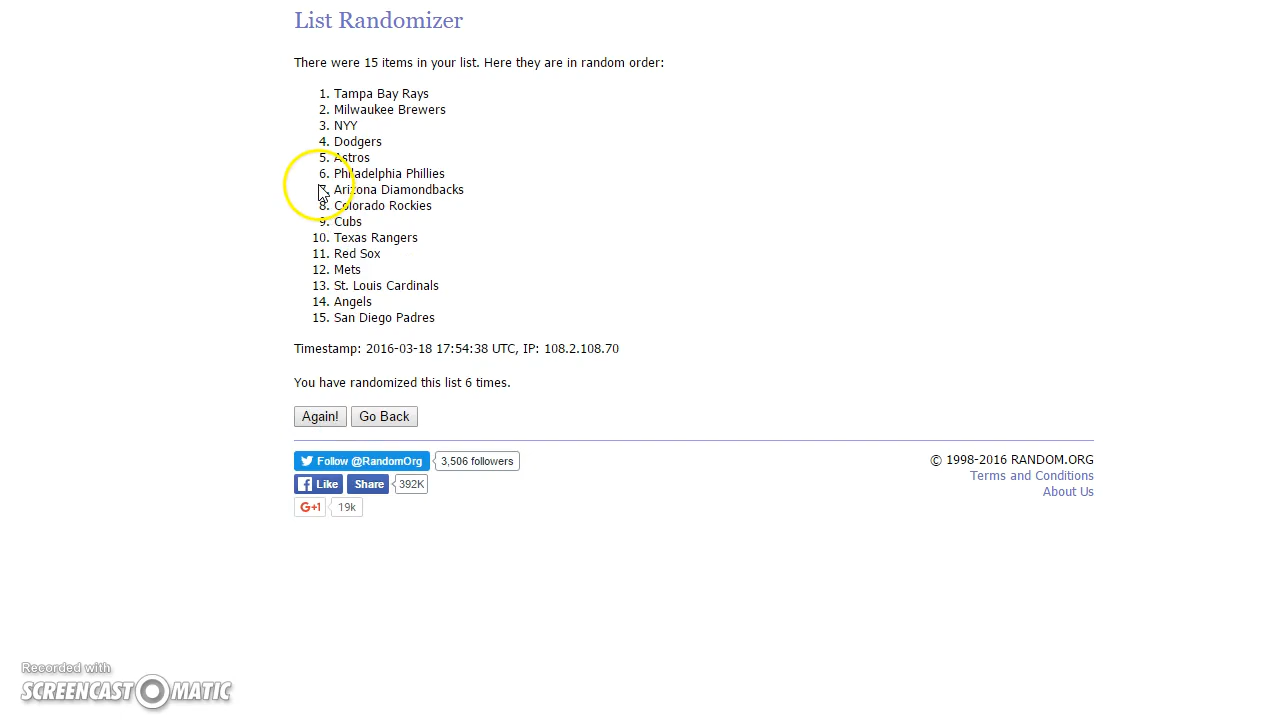 List Randomizer
There were 15 items in your list. Here they are in random order:
1. Tampa Bay Rays
2. Milwaukee Brewers
3. NYY
4. Dodgers
5. Astros
6. Philadelphia Phillies
7. Arizona Diamondbacks
8. Colorado Rockies
9. Cubs
10. Texas Rangers
11. Red Sox
12. Mets
13. St. Louis Cardinals
14. Angels
15. San Diego Padres
Timestamp: 2016-03-18 17:54:38 UTC, IP: 108.2.108.70
You have randomized this list 6 times.
Again! Go Back
Follow @RandomOrg 3,506 followers
© 1998-2016 RANDOM.ORG
Like Share 392K
Terms and Conditions
About Us
G+1 19k
Recorded with
SCREENCAST-O-MATIC